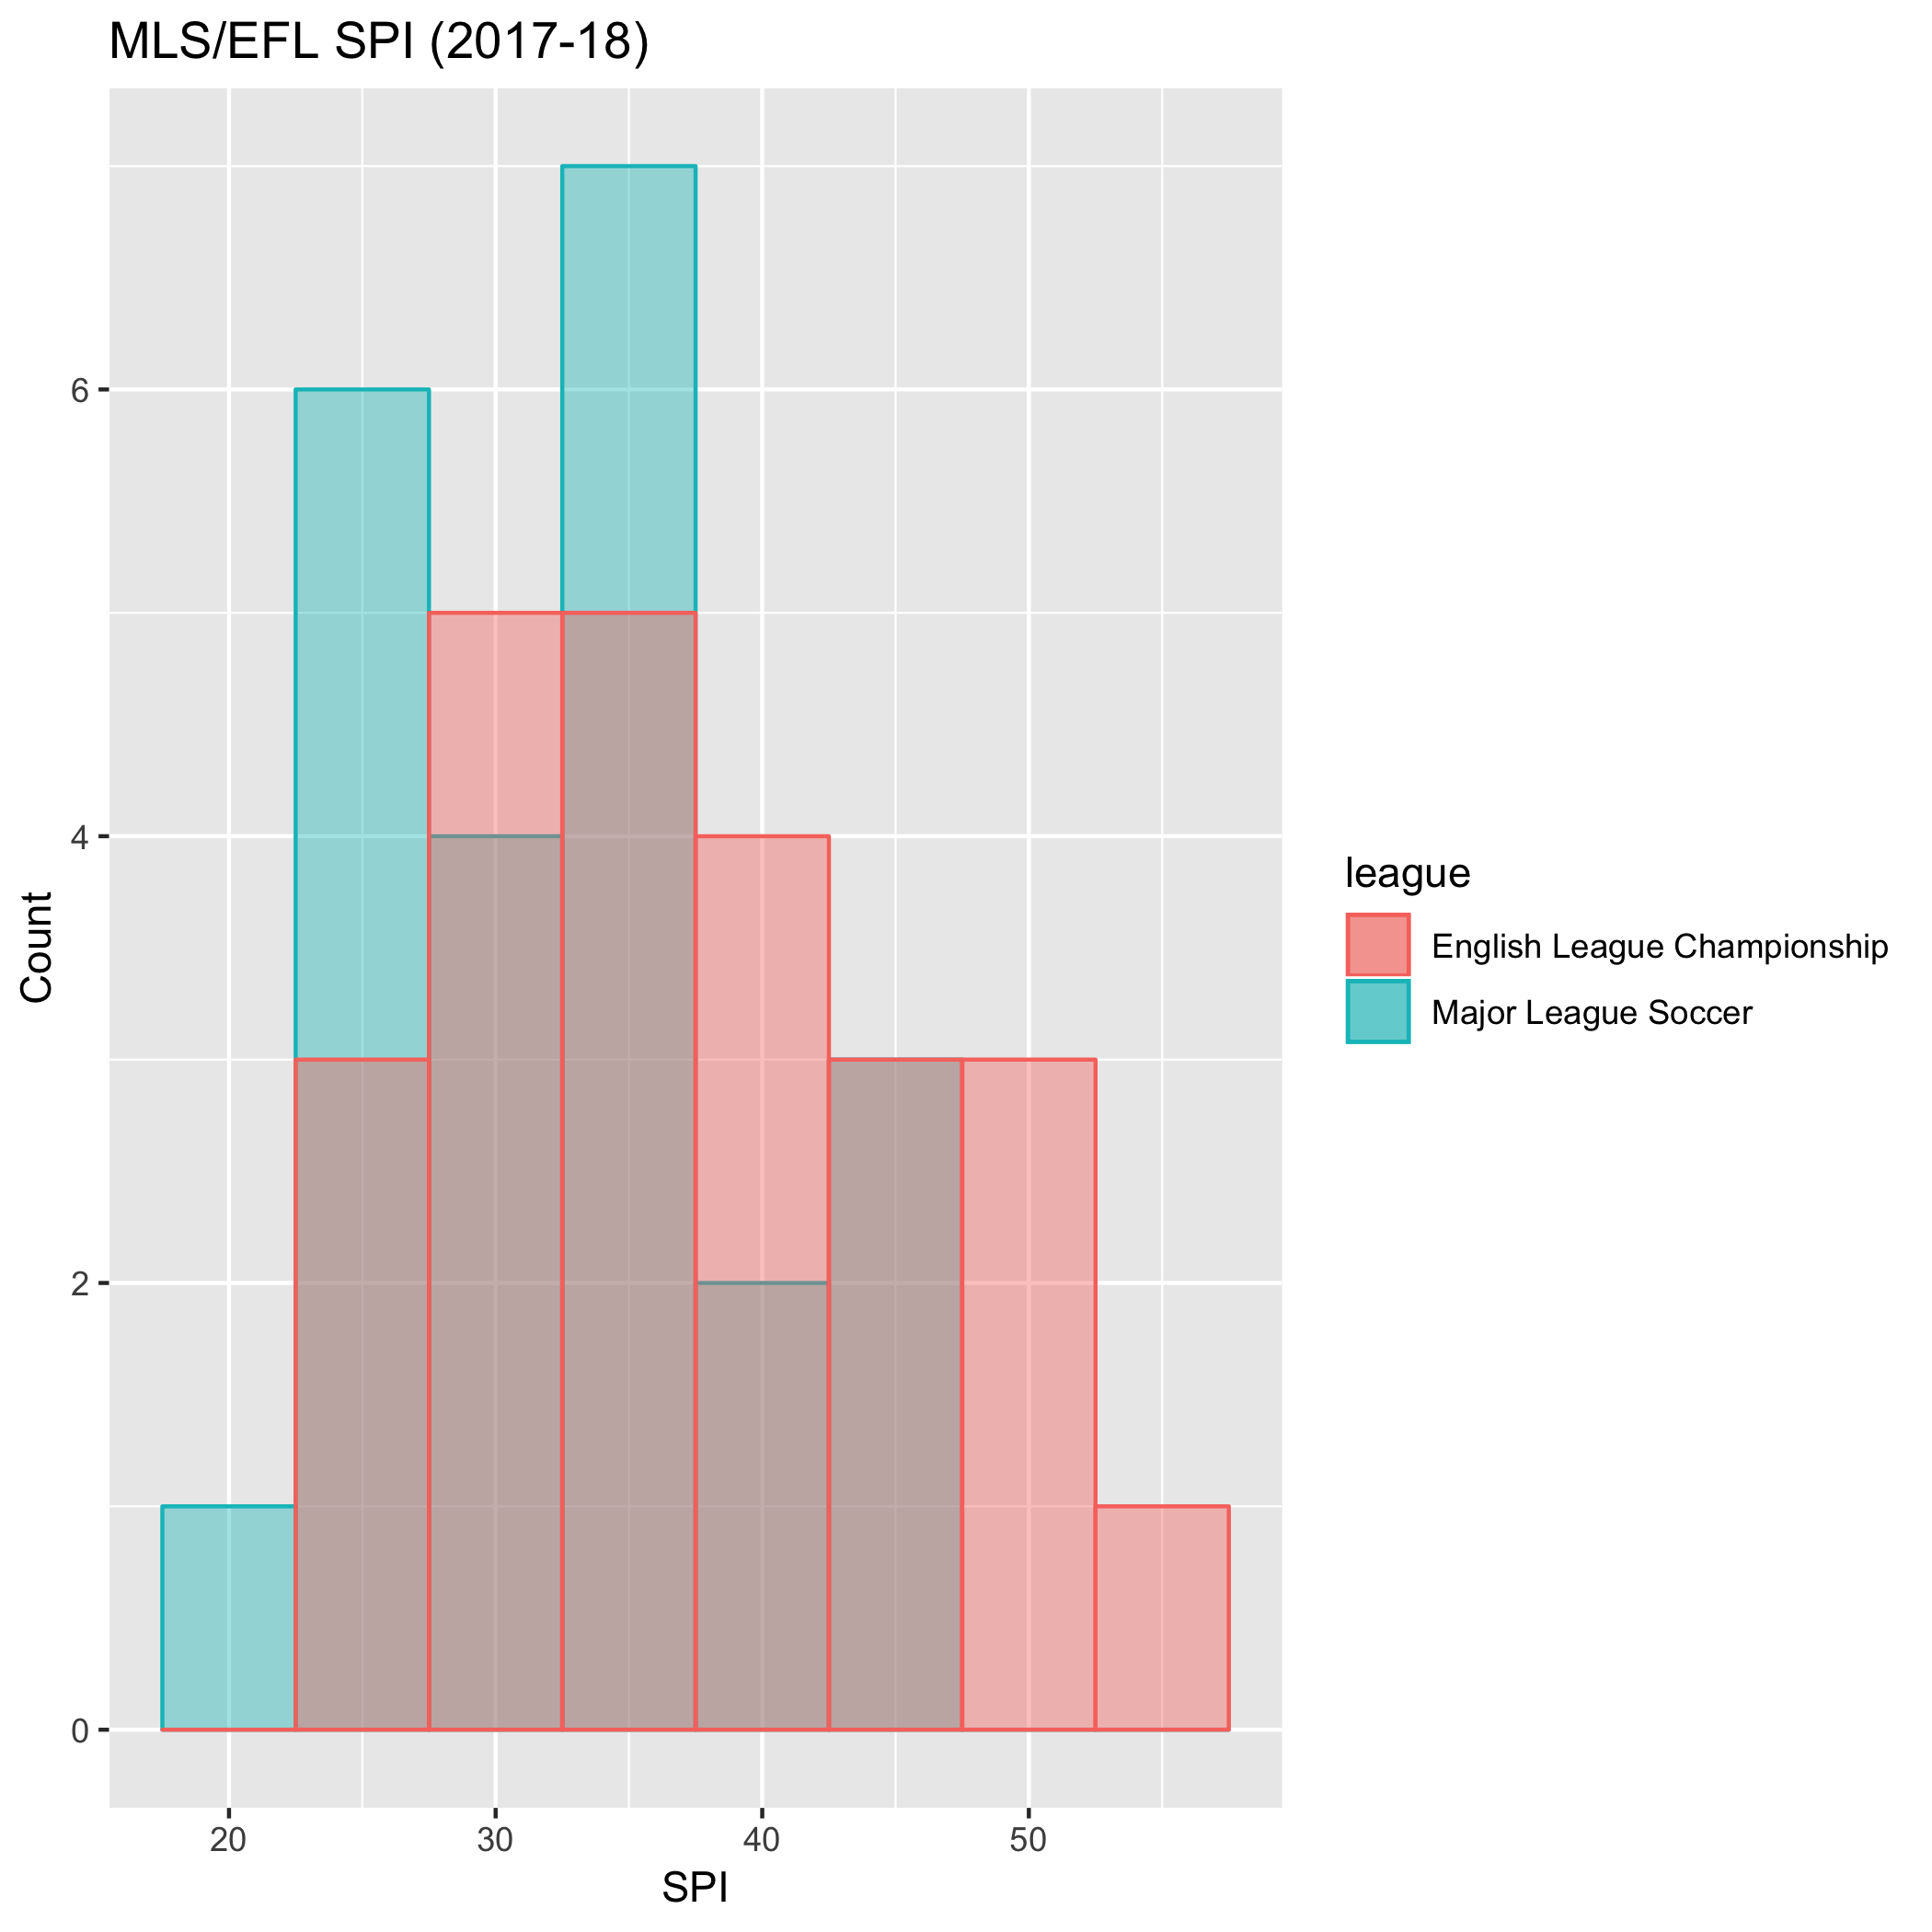 MLS/EFL SPI (2017-18)
6
4
2
0
Count
20 30 40 50
SPI
league
English League Championship
Major League Soccer